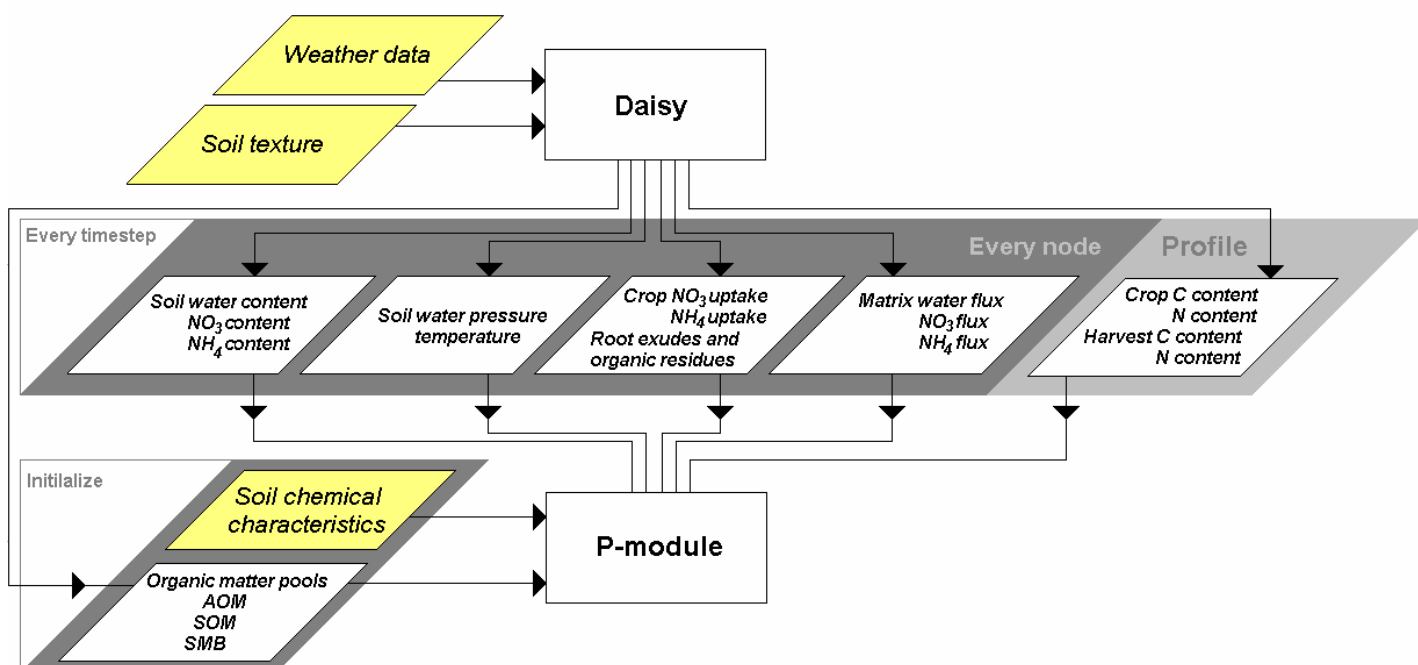 Weather data
Soil texture
Daisy
Every timestep
Every node
Profile
Soil water content
NO3 content
NH4 content
Soil water pressure
temperature
Crop NO3 uptake
NH4 uptake
Root exudes and
organic residues
Matrix water flux
NO3 flux
NH4 flux
Crop C content
N content
Harvest C content
N content
Initilalize
Soil chemical
characteristics
Organic matter pools
AOM
SOM
SMB
P-module